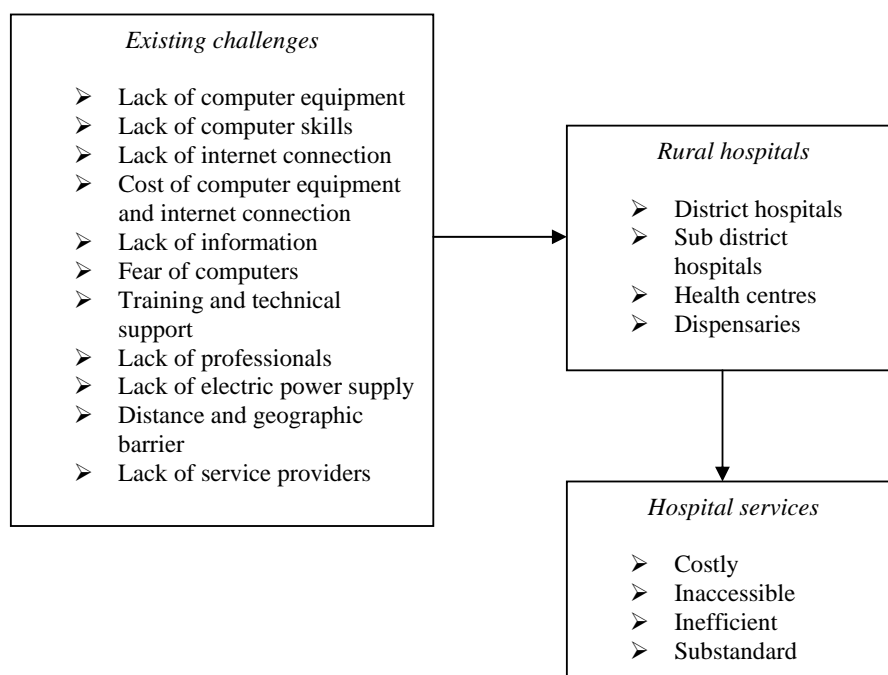 Existing challenges
➢ Lack of computer equipment
➢ Lack of computer skills
➢ Lack of internet connection
➢ Cost of computer equipment
and internet connection
➢ Lack of information
➢ Fear of computers
➢ Training and technical
support
➢ Lack of professionals
➢ Lack of electric power supply
➢ Distance and geographic
barrier
➢ Lack of service providers
Rural hospitals
➢ District hospitals
➢ Sub district
hospitals
➢ Health centres
➢ Dispensaries
Hospital services
➢ Costly
➢ Inaccessible
➢ Inefficient
➢ Substandard